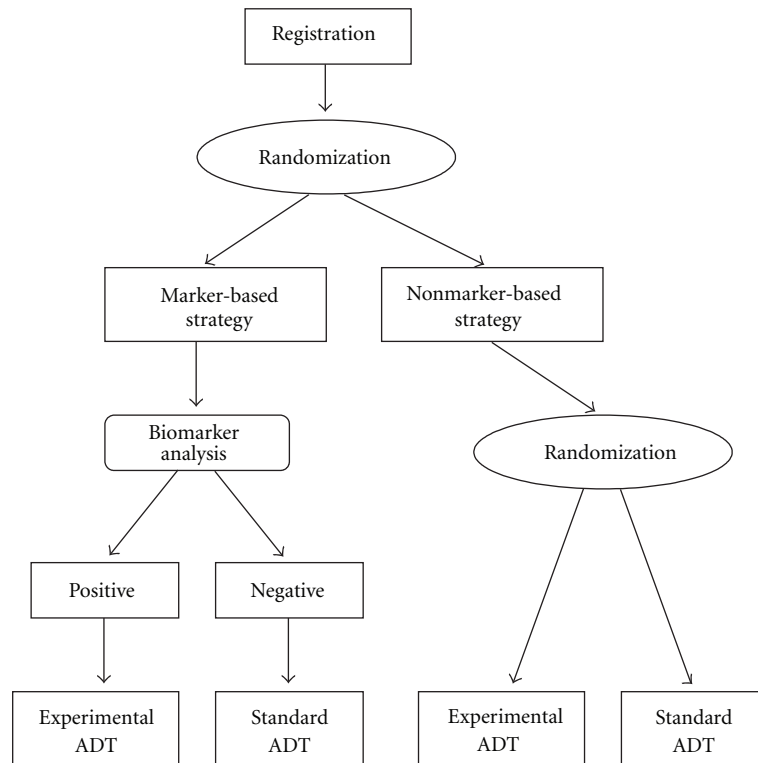 Registration
Randomization
Marker-based
strategy
Nonmarker-based
strategy
Biomarker
analysis
Randomization
Positive
Negative
Experimental
ADT
Standard
ADT
Experimental
ADT
Standard
ADT